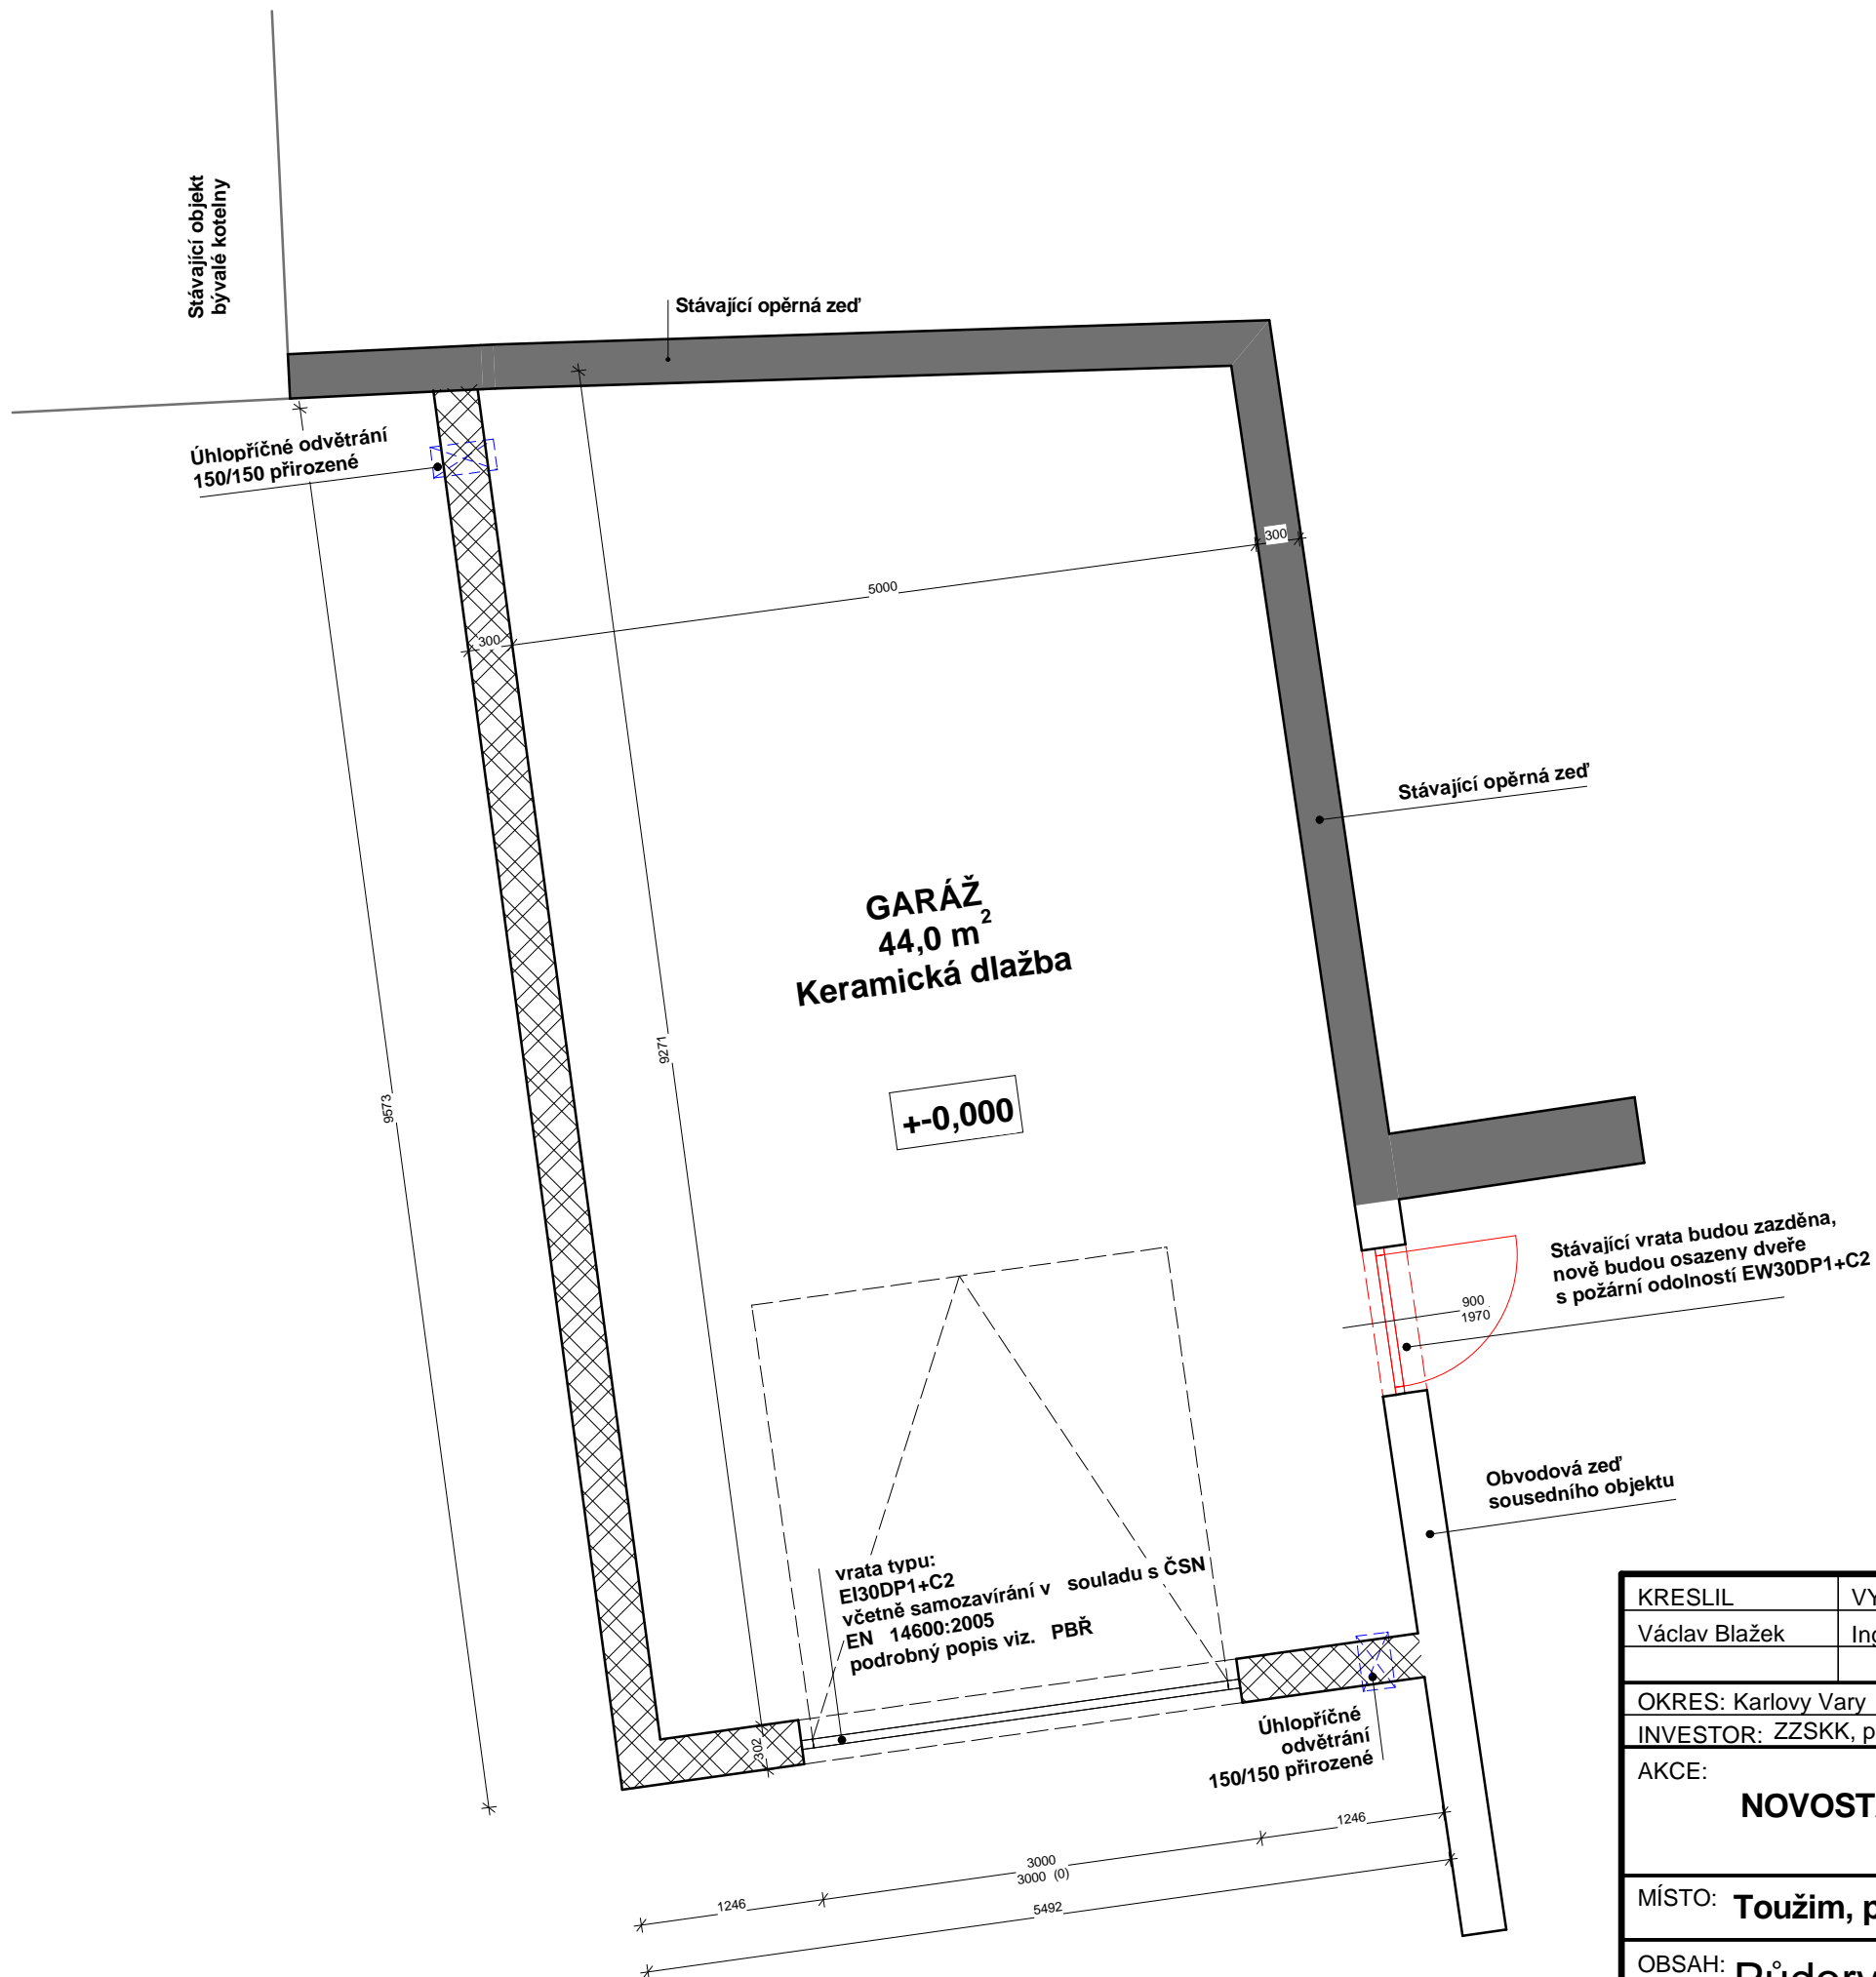 Stávající objekt
bývalé kotelny
Stávající opěrná zeď
Úhlopříčné odvětrání
150/150 přirozené
300
5000
300
Stávající opěrná zeď
GARÁŽ
44,0 m²
Keramická dlažba
9271
9573
+-0,000
Stávající vrata budou zazděna,
nově budou osazeny dveře
s požární odolností EW30DP1+C2
900
1970
Obvodová zeď
sousedního objektu
vrata typu:
EI30DP1+C2
včetně samozavírání v souladu s ČSN
EN 14600:2005
podrobný popis viz. PBŘ
302
Úhlopříčné
odvětrání
150/150 přirozené
1246
3000
3000 (0)
1246
5492
KRESLIL
Václav Blažek
OKRES: Karlovy Vary
INVESTOR: ZZSKK, p
AKCE:
MÍSTO: Toužim, p
OBSAH: